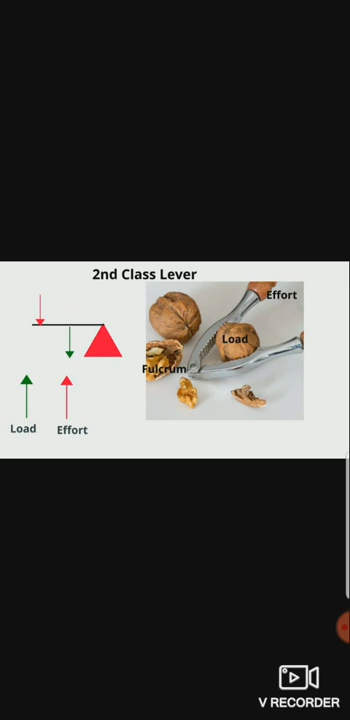 2nd Class Lever
Effort
Load
Fulcrum
Load
Effort
V RECORDER